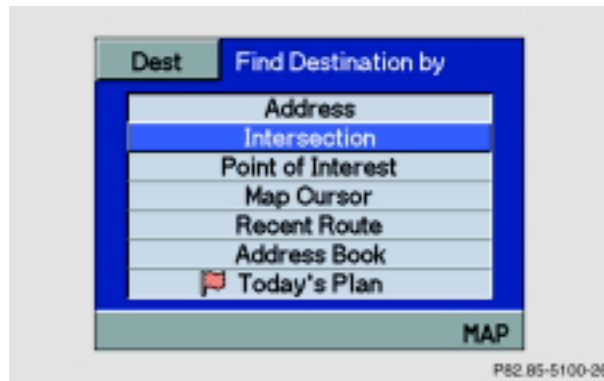 Dest Find Destination by
Address
Intersection
Point of Interest
Map Cursor
Recent Route
Address Book
Today's Plan
MAP
P82.85-5100-26